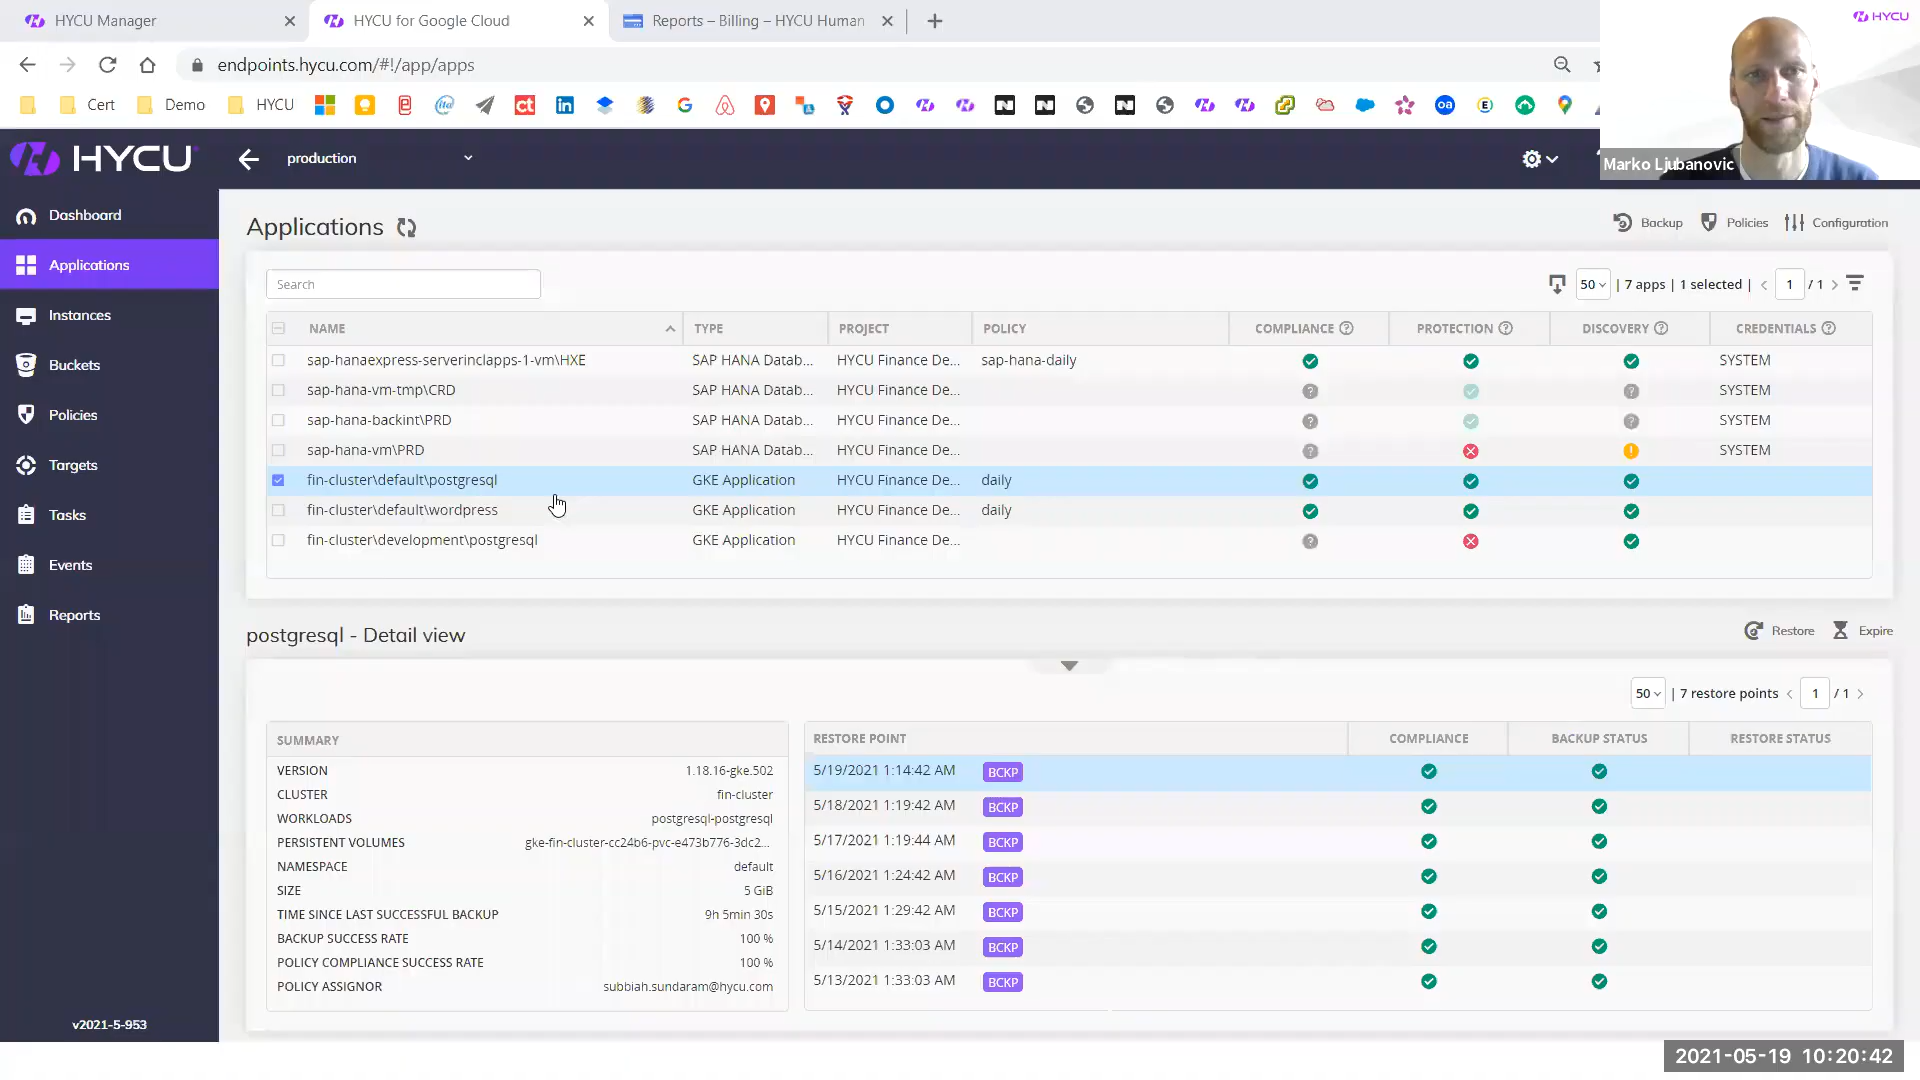 HYCU Manager
HYCU for Google Cloud
Reports – Billing – HYCU Human
HYCU
endpoints.hycu.com/#!/app/apps
Cert
Demo
HYCU
Marko Ljubanovic
HYCU
production
Dashboard
Applications
Instances
Buckets
Policies
Targets
Tasks
Events
Reports
v2021-5-953
Applications
Backup
Policies
Configuration
Search
50 | 7 apps | 1 selected | < 1 / 1 >
NAME TYPE PROJECT POLICY COMPLIANCE PROTECTION DISCOVERY CREDENTIALS
sap-hanaexpress-serverinclapps-1-vm\HXE SAP HANA Datab... HYCU Finance De... sap-hana-daily SYSTEM
sap-hana-vm-tmp\CRD SAP HANA Datab... HYCU Finance De... SYSTEM
sap-hana-backint\PRD SAP HANA Datab... HYCU Finance De... SYSTEM
sap-hana-vm\PRD SAP HANA Datab... HYCU Finance De... SYSTEM
fin-cluster\default\postgresql GKE Application HYCU Finance De... daily
fin-cluster\default\wordpress GKE Application HYCU Finance De... daily
fin-cluster\development\postgresql GKE Application HYCU Finance De...
postgresql - Detail view
Restore
Expire
50 | 7 restore points < 1 / 1 >
SUMMARY
VERSION 1.18.16-gke.502
CLUSTER fin-cluster
WORKLOADS postgresql-postgresql
PERSISTENT VOLUMES gke-fin-cluster-cc24b6-pvc-e473b776-3dc2...
NAMESPACE default
SIZE 5 GiB
TIME SINCE LAST SUCCESSFUL BACKUP 9h 5min 30s
BACKUP SUCCESS RATE 100 %
POLICY COMPLIANCE SUCCESS RATE 100 %
POLICY ASSIGNOR subbiah.sundaram@hycu.com
RESTORE POINT COMPLIANCE BACKUP STATUS RESTORE STATUS
5/19/2021 1:14:42 AM BCKP
5/18/2021 1:19:42 AM BCKP
5/17/2021 1:19:44 AM BCKP
5/16/2021 1:24:42 AM BCKP
5/15/2021 1:29:42 AM BCKP
5/14/2021 1:33:03 AM BCKP
5/13/2021 1:33:03 AM BCKP
2021-05-19 10:20:42